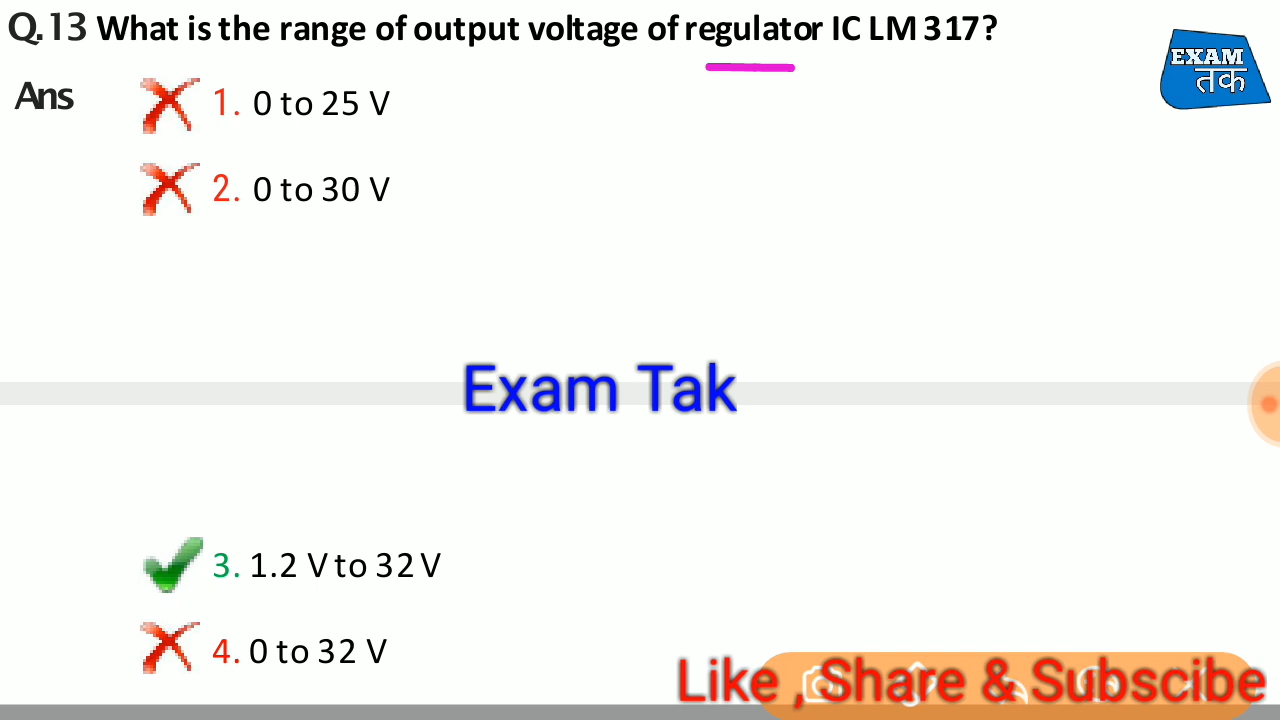 Q.13 What is the range of output voltage of regulator IC LM 317?
EXAM
तक
Ans
1. 0 to 25 V
2. 0 to 30 V
Exam Tak
3. 1.2 V to 32 V
4. 0 to 32 V
Like , Share & Subscibe